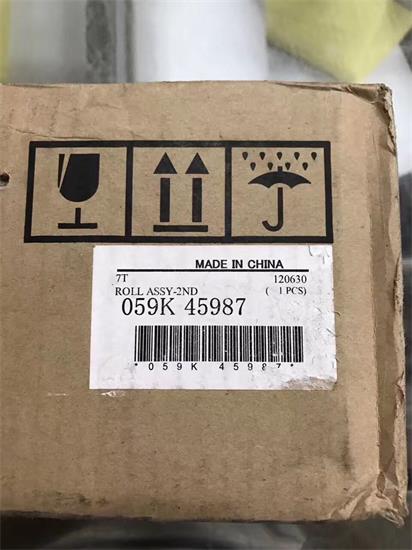 MADE IN CHINA
7T 120630
ROLL ASSY-2ND ( 1 PCS)
059K 45987
*059K 45987*